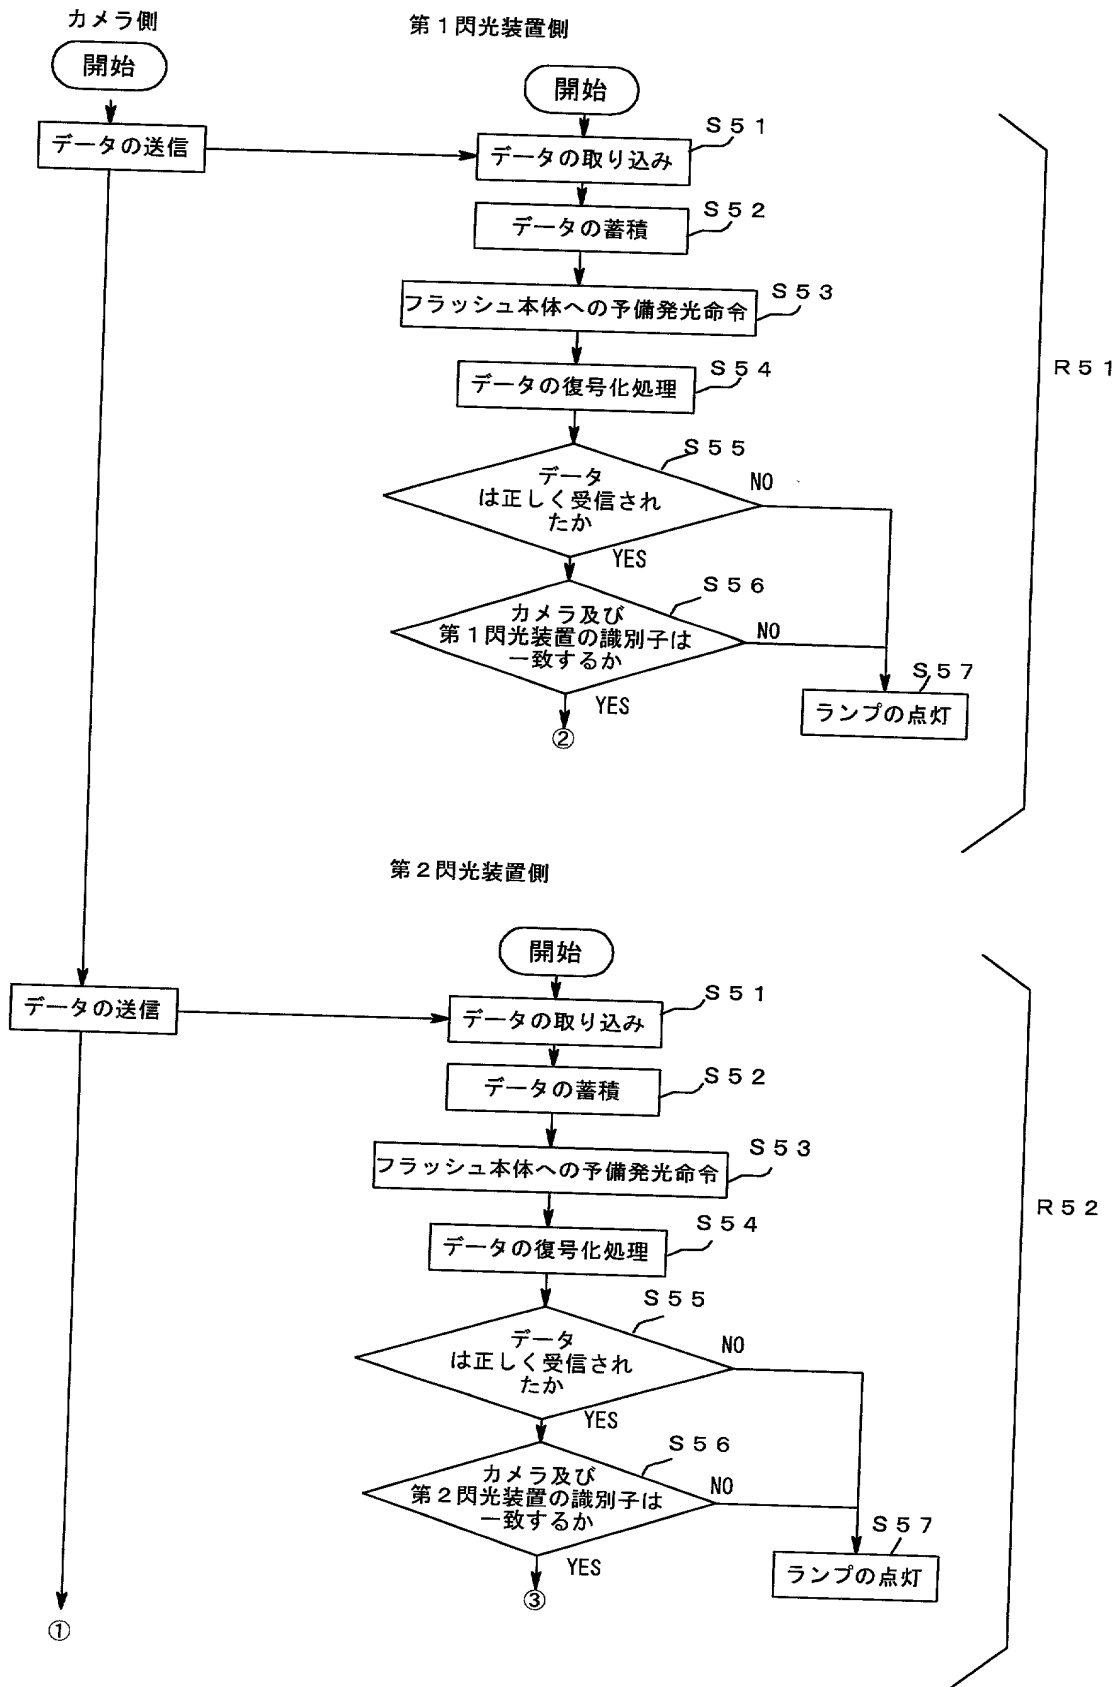 カメラ側
第1閃光装置側
開始
開始
データの送信
S51
データの取り込み
S52
データの蓄積
S53
フラッシュ本体への予備発光命令
S54
データの復号化処理
S55
データ
は正しく受信され
たか
NO
YES
S56
カメラ及び
第1閃光装置の識別子は
一致するか
NO
YES
S57
ランプの点灯
②
R51
第2閃光装置側
開始
データの送信
S51
データの取り込み
S52
データの蓄積
S53
フラッシュ本体への予備発光命令
S54
データの復号化処理
S55
データ
は正しく受信され
たか
NO
YES
S56
カメラ及び
第2閃光装置の識別子は
一致するか
NO
YES
S57
ランプの点灯
③
①
R52